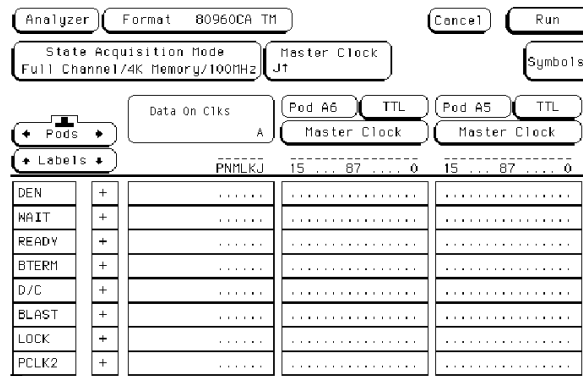 Analyzer Format 80960CA TM Cancel Run
State Acquisition Mode
Full Channel/4K Memory/100MHz
Master Clock
J↑
Symbols
Data On Clks
A
Pod A6 TTL Pod A5 TTL
← Pods → Master Clock Master Clock
↑ Labels ↓ PNMLKJ 15 ... 87 .... 0 15 ... 87 .... 0
DEN + ...... ................ ................
WAIT + ...... ................ ................
READY + ...... ................ ................
BTERM + ...... ................ ................
D/C + ...... ................ ................
BLAST + ...... ................ ................
LOCK + ...... ................ ................
PCLK2 + ...... ................ ................